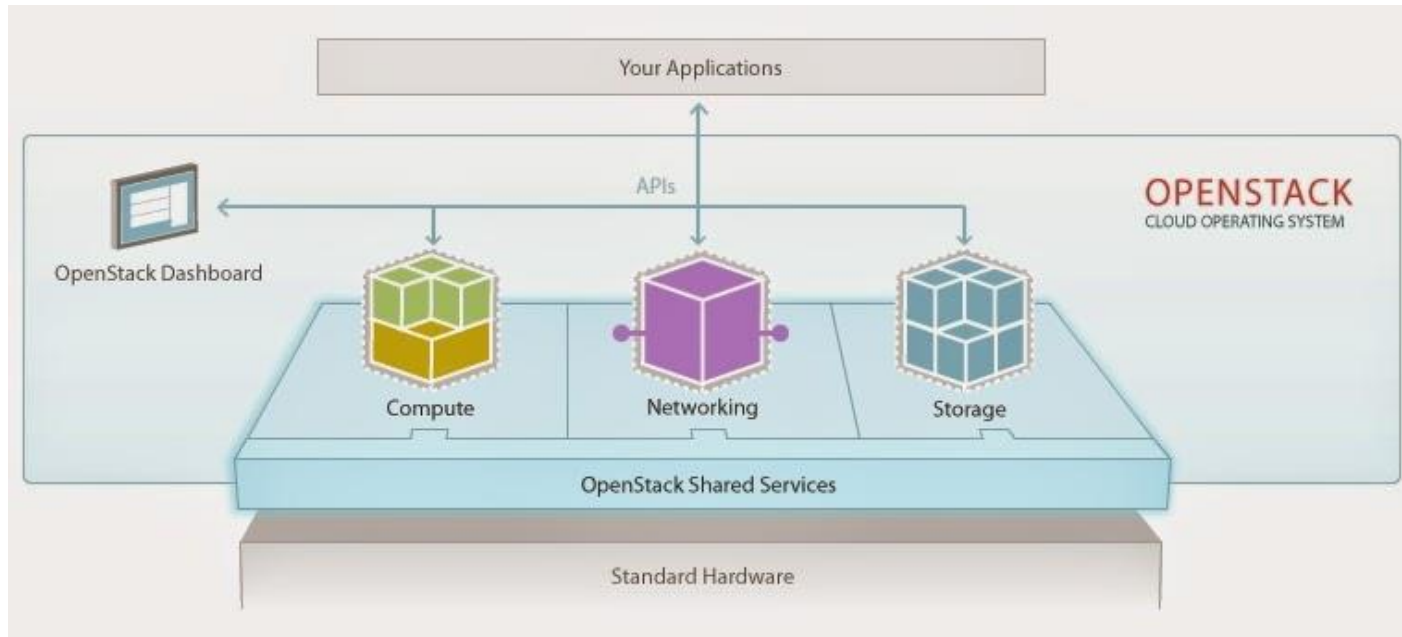 Your Applications
APIs
OPENSTACK
CLOUD OPERATING SYSTEM
OpenStack Dashboard
Compute
Networking
Storage
OpenStack Shared Services
Standard Hardware